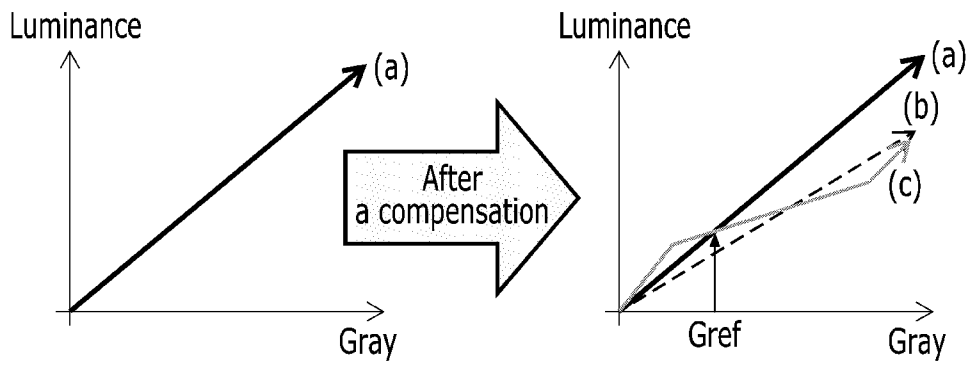 Luminance
(a)
Gray
After
a compensation
Luminance
(a)
(b)
(c)
Gref
Gray